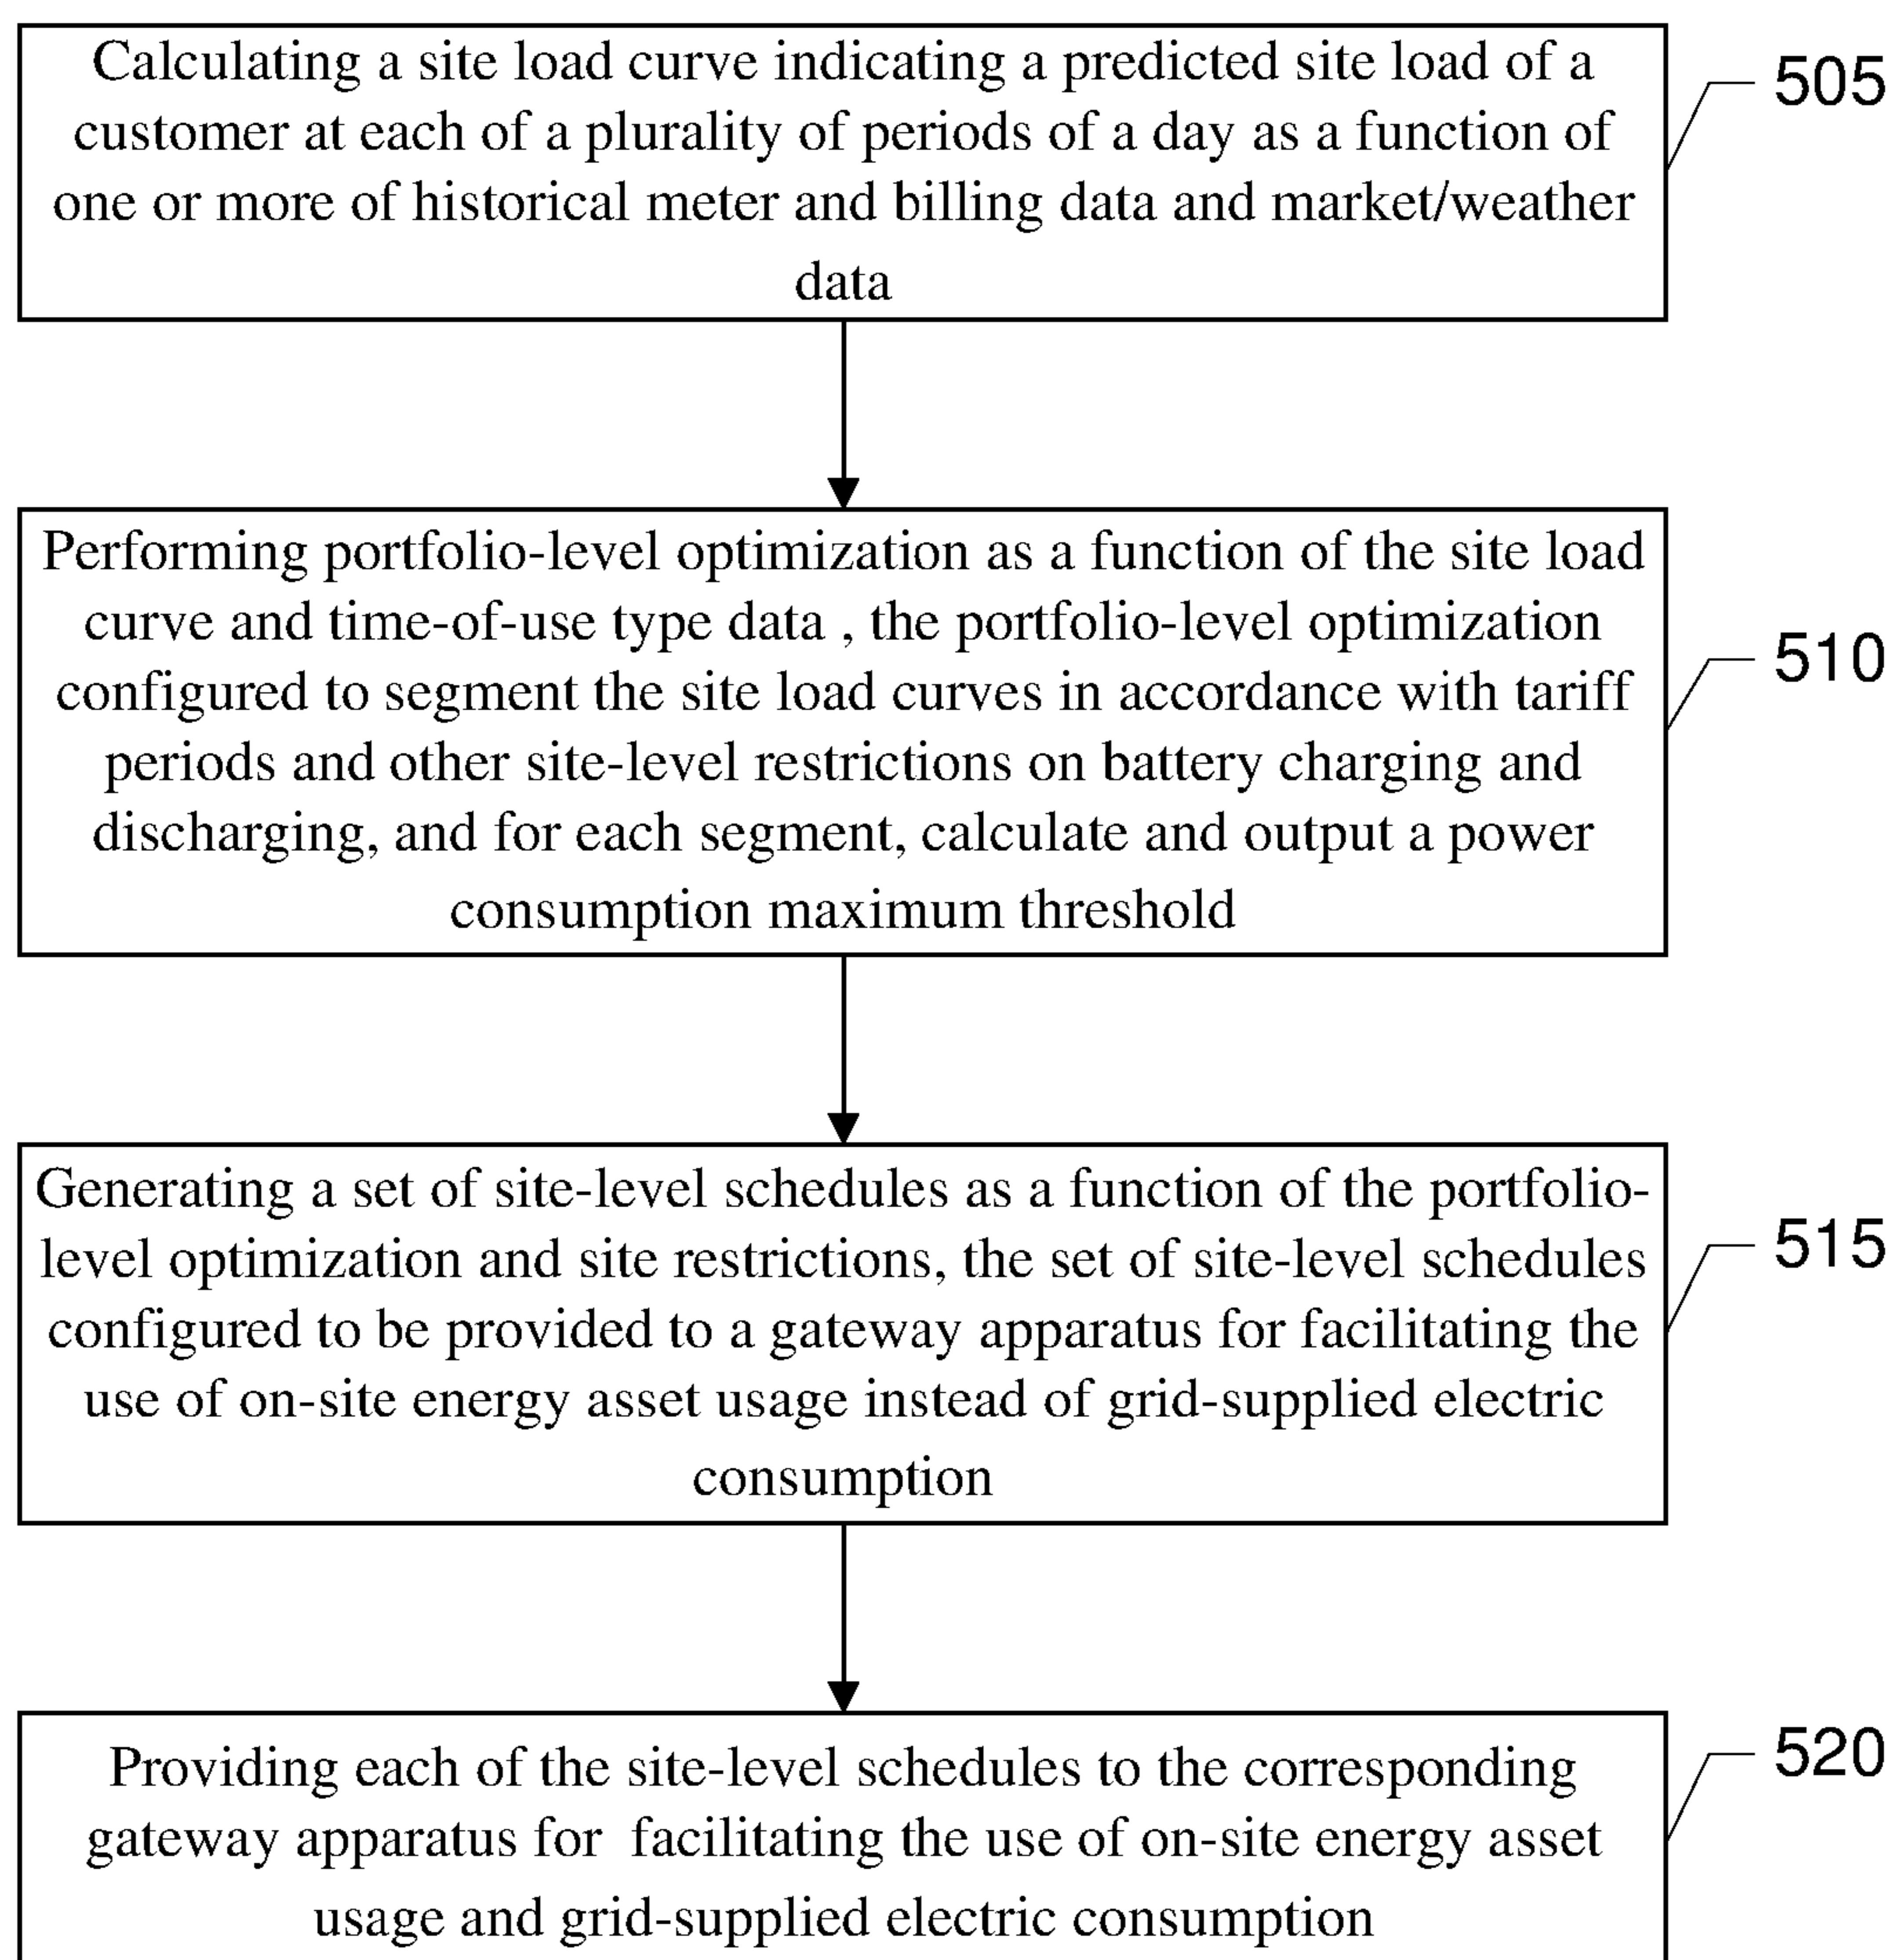 Calculating a site load curve indicating a predicted site load of a
customer at each of a plurality of periods of a day as a function of
one or more of historical meter and billing data and market/weather
data
505
Performing portfolio-level optimization as a function of the site load
curve and time-of-use type data , the portfolio-level optimization
configured to segment the site load curves in accordance with tariff
periods and other site-level restrictions on battery charging and
discharging, and for each segment, calculate and output a power
consumption maximum threshold
510
Generating a set of site-level schedules as a function of the portfolio-
level optimization and site restrictions, the set of site-level schedules
configured to be provided to a gateway apparatus for facilitating the
use of on-site energy asset usage instead of grid-supplied electric
consumption
515
Providing each of the site-level schedules to the corresponding
gateway apparatus for  facilitating the use of on-site energy asset
usage and grid-supplied electric consumption
520